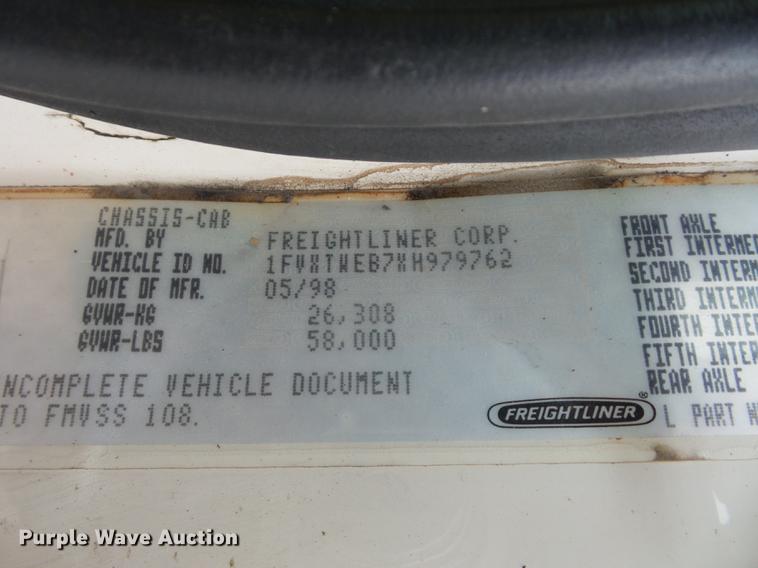 CHASSIS-CAB
MFD. BY FREIGHTLINER CORP.
VEHICLE ID NO. 1FVXTWEB7XH979762
DATE OF MFR. 05/98
GVWR-KG 26,308
GVWR-LBS 58,000
NCOMPLETE VEHICLE DOCUMENT
TO FMVSS 108.
FRONT AXLE
FIRST INTERMED
SECOND INTERM
THIRD INTERM
FOURTH INTER
FIFTH INTER
REAR AXLE
FREIGHTLINER®
L PART N
Purple Wave Auction